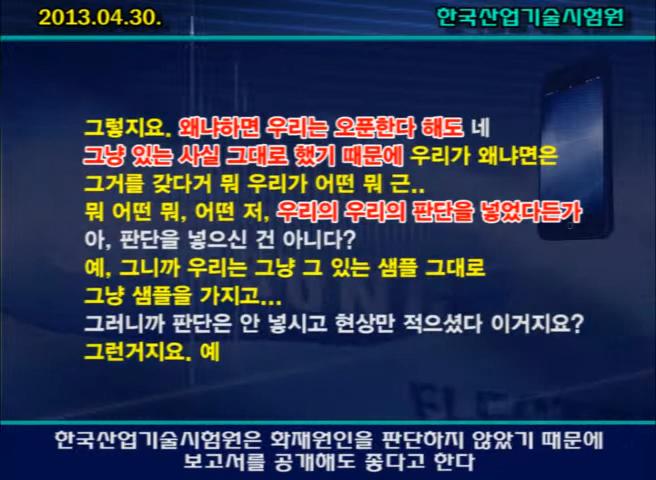 2013.04.30.
한국산업기술시험원
그렇지요. 왜냐하면 우리는 오푼한다 해도 네
그냥 있는 사실 그대로 했기 때문에 우리가 왜냐면은
그거를 갖다거 뭐 우리가 어떤 뭐 근..
뭐 어떤 뭐, 어떤 저, 우리의 우리의 판단을 넣었다든가
아, 판단을 넣으신 건 아니다?
예, 그니까 우리는 그냥 그 있는 샘플 그대로
그냥 샘플을 가지고...
그러니까 판단은 안 넣시고 현상만 적으셨다 이거지요?
그런거지요. 예
한국산업기술시험원은 화재원인을 판단하지 않았기 때문에
보고서를 공개해도 좋다고 한다